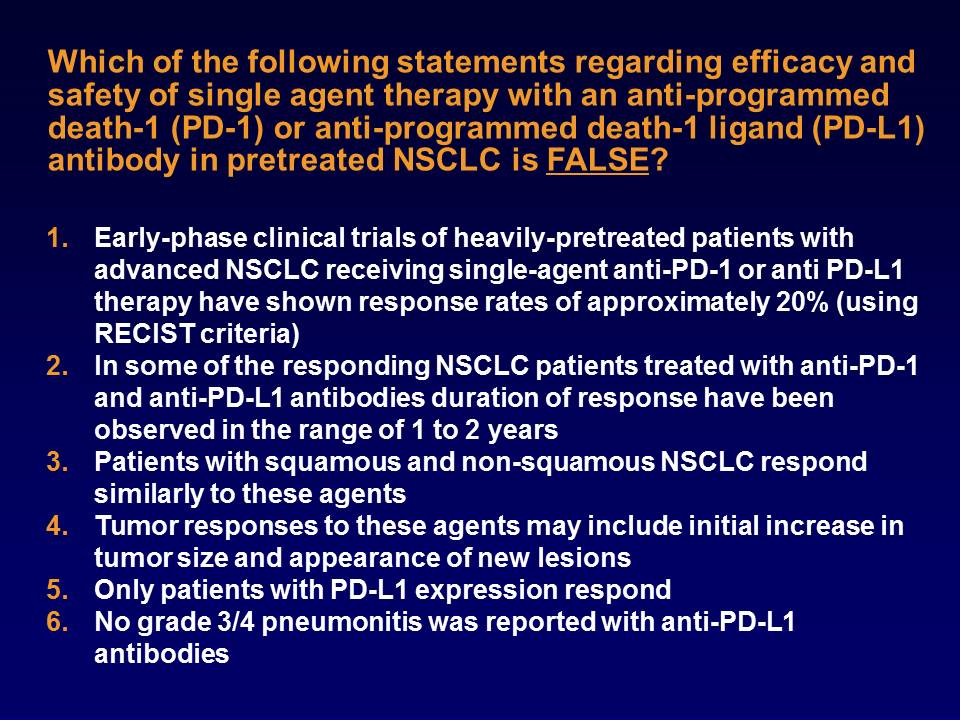 Which of the following statements regarding efficacy and
safety of single agent therapy with an anti-programmed
death-1 (PD-1) or anti-programmed death-1 ligand (PD-L1)
antibody in pretreated NSCLC is FALSE?
1. Early-phase clinical trials of heavily-pretreated patients with
advanced NSCLC receiving single-agent anti-PD-1 or anti PD-L1
therapy have shown response rates of approximately 20% (using
RECIST criteria)
2. In some of the responding NSCLC patients treated with anti-PD-1
and anti-PD-L1 antibodies duration of response have been
observed in the range of 1 to 2 years
3. Patients with squamous and non-squamous NSCLC respond
similarly to these agents
4. Tumor responses to these agents may include initial increase in
tumor size and appearance of new lesions
5. Only patients with PD-L1 expression respond
6. No grade 3/4 pneumonitis was reported with anti-PD-L1
antibodies